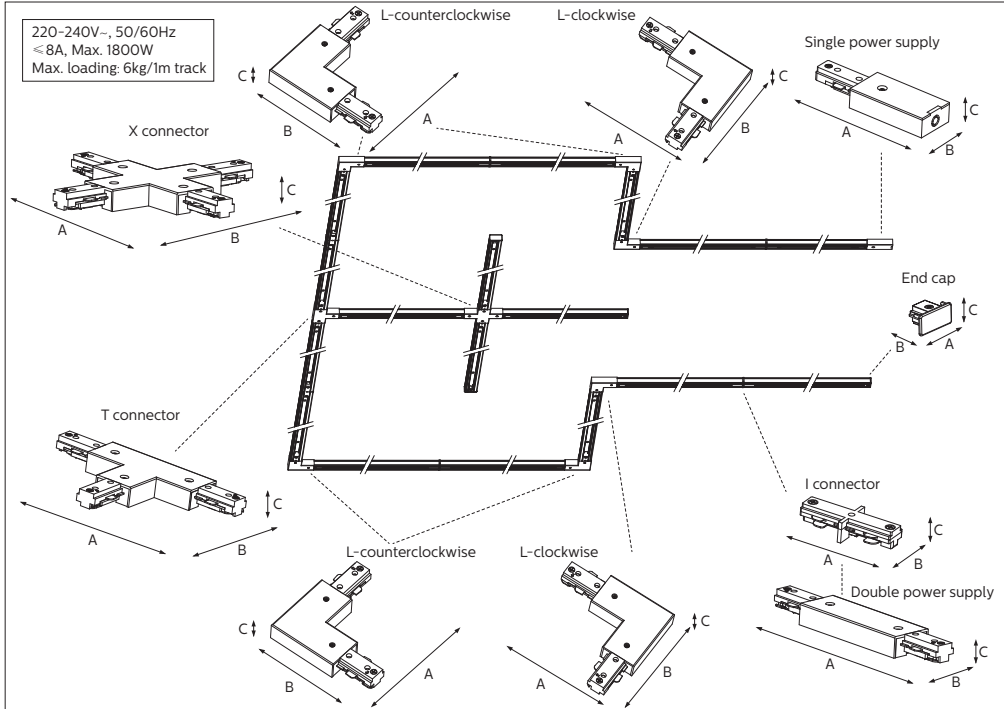 220-240V~, 50/60Hz
≤8A, Max. 1800W
Max. loading: 6kg/1m track
L-counterclockwise
C
B
A
L-clockwise
A
B
C
Single power supply
A
B
C
X connector
A
B
C
End cap
C
B
A
T connector
A
B
C
I connector
A
B
C
L-counterclockwise
C
B
A
L-clockwise
A
B
C
Double power supply
A
B
C